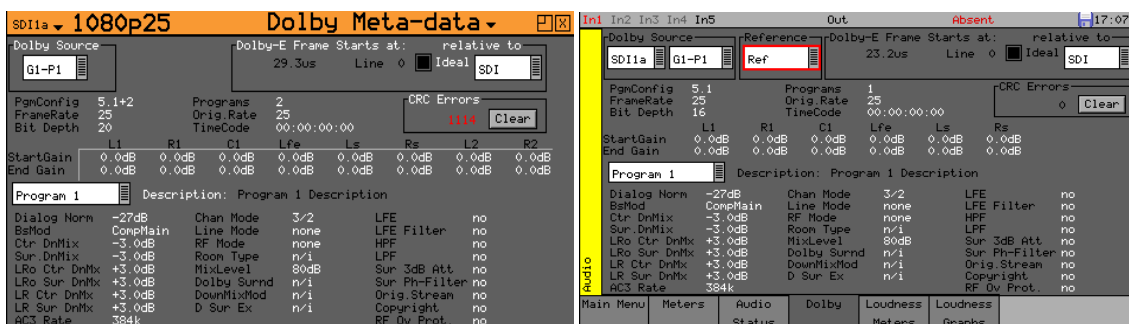 SDI1a 1080p25 Dolby Meta-data
Dolby Source
Dolby-E Frame Starts at: relative to
G1-P1
29.3us Line 0 Ideal SDI
PgmConfig 5.1+2 Programs 2
CRC Errors
FrameRate 25 Orig.Rate 25
1114 Clear
Bit Depth 20 TimeCode 00:00:00:00
L1 R1 C1 Lfe Ls Rs L2 R2
StartGain 0.0dB 0.0dB 0.0dB 0.0dB 0.0dB 0.0dB 0.0dB 0.0dB
End Gain 0.0dB 0.0dB 0.0dB 0.0dB 0.0dB 0.0dB 0.0dB 0.0dB
Program 1 Description: Program 1 Description
Dialog Norm -27dB Chan Mode 3/2 LFE no
BsMod CompMain Line Mode none LFE Filter no
Ctr DnMix -3.0dB RF Mode none HPF no
Sur.DnMix -3.0dB Room Type n/i LPF no
LRo Ctr DnMx +3.0dB MixLevel 80dB Sur 3dB Att no
LRo Sur DnMx +3.0dB Dolby Surnd n/i Sur Ph-Filter no
LR Ctr DnMx +3.0dB DownMixMod n/i Orig.Stream no
LR Sur DnMx +3.0dB D Sur Ex n/i Copyright no
AC3 Rate 384k RF Ov Prot. no
In1 In2 In3 In4 In5 Out Absent 17:07
Dolby Source
Reference
Dolby-E Frame Starts at: relative to
SDI1a G1-P1 Ref 23.2us Line 0 Ideal SDI
PgmConfig 5.1 Programs 1
CRC Errors
FrameRate 25 Orig.Rate 25
0 Clear
Bit Depth 16 TimeCode 00:00:00:00
L1 R1 C1 Lfe Ls Rs
StartGain 0.0dB 0.0dB 0.0dB 0.0dB 0.0dB 0.0dB
End Gain 0.0dB 0.0dB 0.0dB 0.0dB 0.0dB 0.0dB
Program 1 Description: Program 1 Description
Dialog Norm -27dB Chan Mode 3/2 LFE no
BsMod CompMain Line Mode none LFE Filter no
Ctr DnMix -3.0dB RF Mode none HPF no
Sur.DnMix -3.0dB Room Type n/i LPF no
LRo Ctr DnMx +3.0dB MixLevel 80dB Sur 3dB Att no
LRo Sur DnMx +3.0dB Dolby Surnd n/i Sur Ph-Filter no
LR Ctr DnMx +3.0dB DownMixMod n/i Orig.Stream no
LR Sur DnMx +3.0dB D Sur Ex n/i Copyright no
AC3 Rate 384k RF Ov Prot. no
Audio
Main Menu Meters Audio Dolby Loudness Loudness
Status Meters Graphs